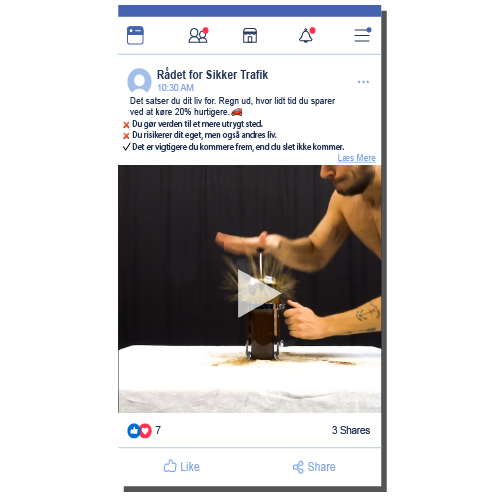 Rådet for Sikker Trafik
10:30 AM
Det satser du dit liv for. Regn ud, hvor lidt tid du sparer
ved at køre 20% hurtigere. 🚗
❌ Du gør verden til et mere utrygt sted.
❌ Du risikerer dit eget, men også andres liv.
✓ Det er vigtigere du kommere frem, end du slet ikke kommer.
Læs Mere
7
3 Shares
Like
Share